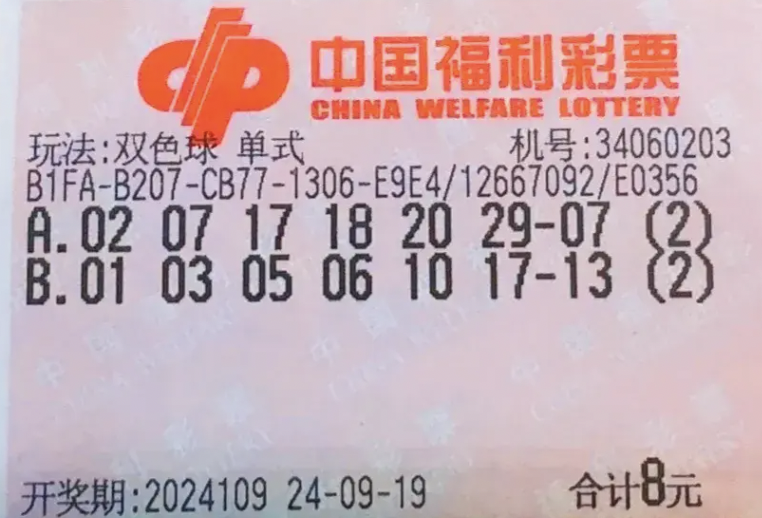 中国福利彩票
CHINA WELFARE LOTTERY
玩法:双色球 单式 机号:34060203
B1FA-B207-CB77-1306-E9E4/12667092/E0356
A.02 07 17 18 20 29-07 (2)
B.01 03 05 06 10 17-13 (2)
开奖期:2024109 24-09-19 合计8元